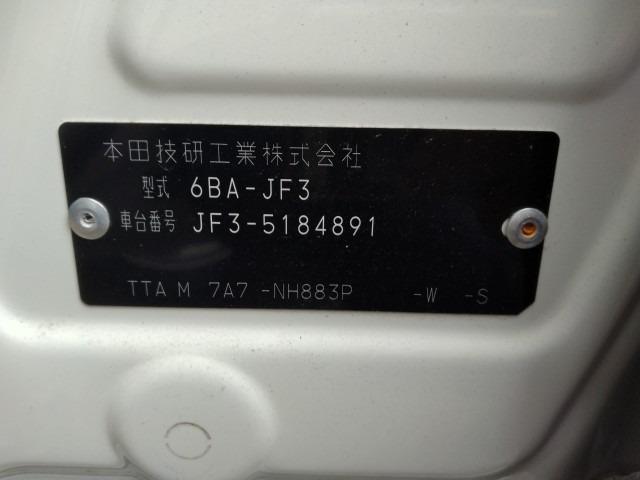 本田技研工業株式会社
型式 6BA-JF3
車台番号 JF3-5184891
TTA M 7A7 -NH883P -W -S